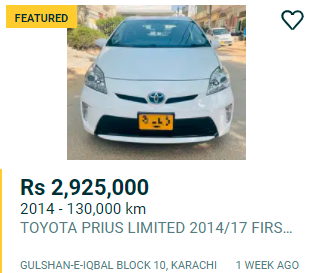 FEATURED
Rs 2,925,000
2014 - 130,000 km
TOYOTA PRIUS LIMITED 2014/17 FIRS...
GULSHAN-E-IQBAL BLOCK 10, KARACHI 1 WEEK AGO